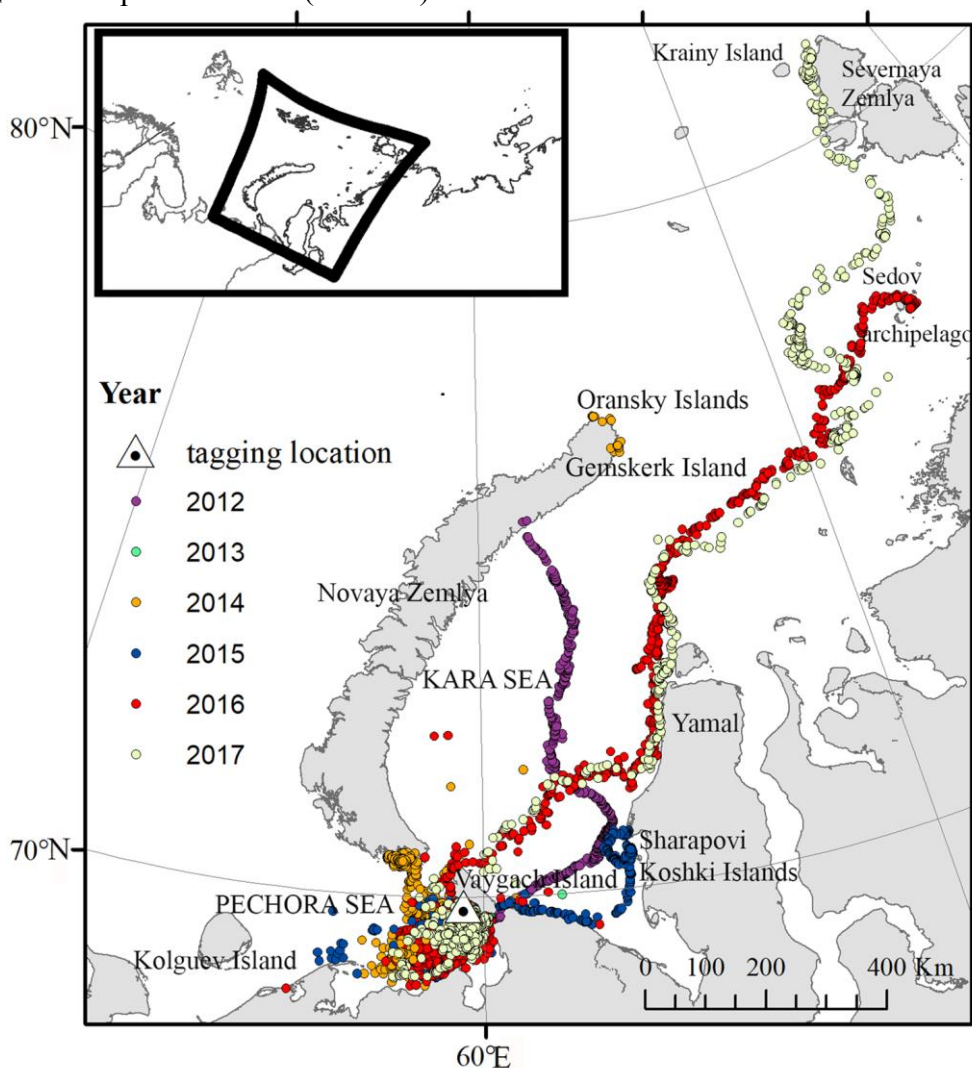 Krainy Island
Severnaya
Zemlya
80°N
Sedov
archipelago
Year
tagging location
2012
2013
2014
2015
2016
2017
Oransky Islands
Gemskerk Island
Novaya Zemlya
KARA SEA
Yamal
70°N
Sharapovi
Koshki Islands
Vaygach Island
PECHORA SEA
Kolguev Island
0 100 200 400 Km
60°E